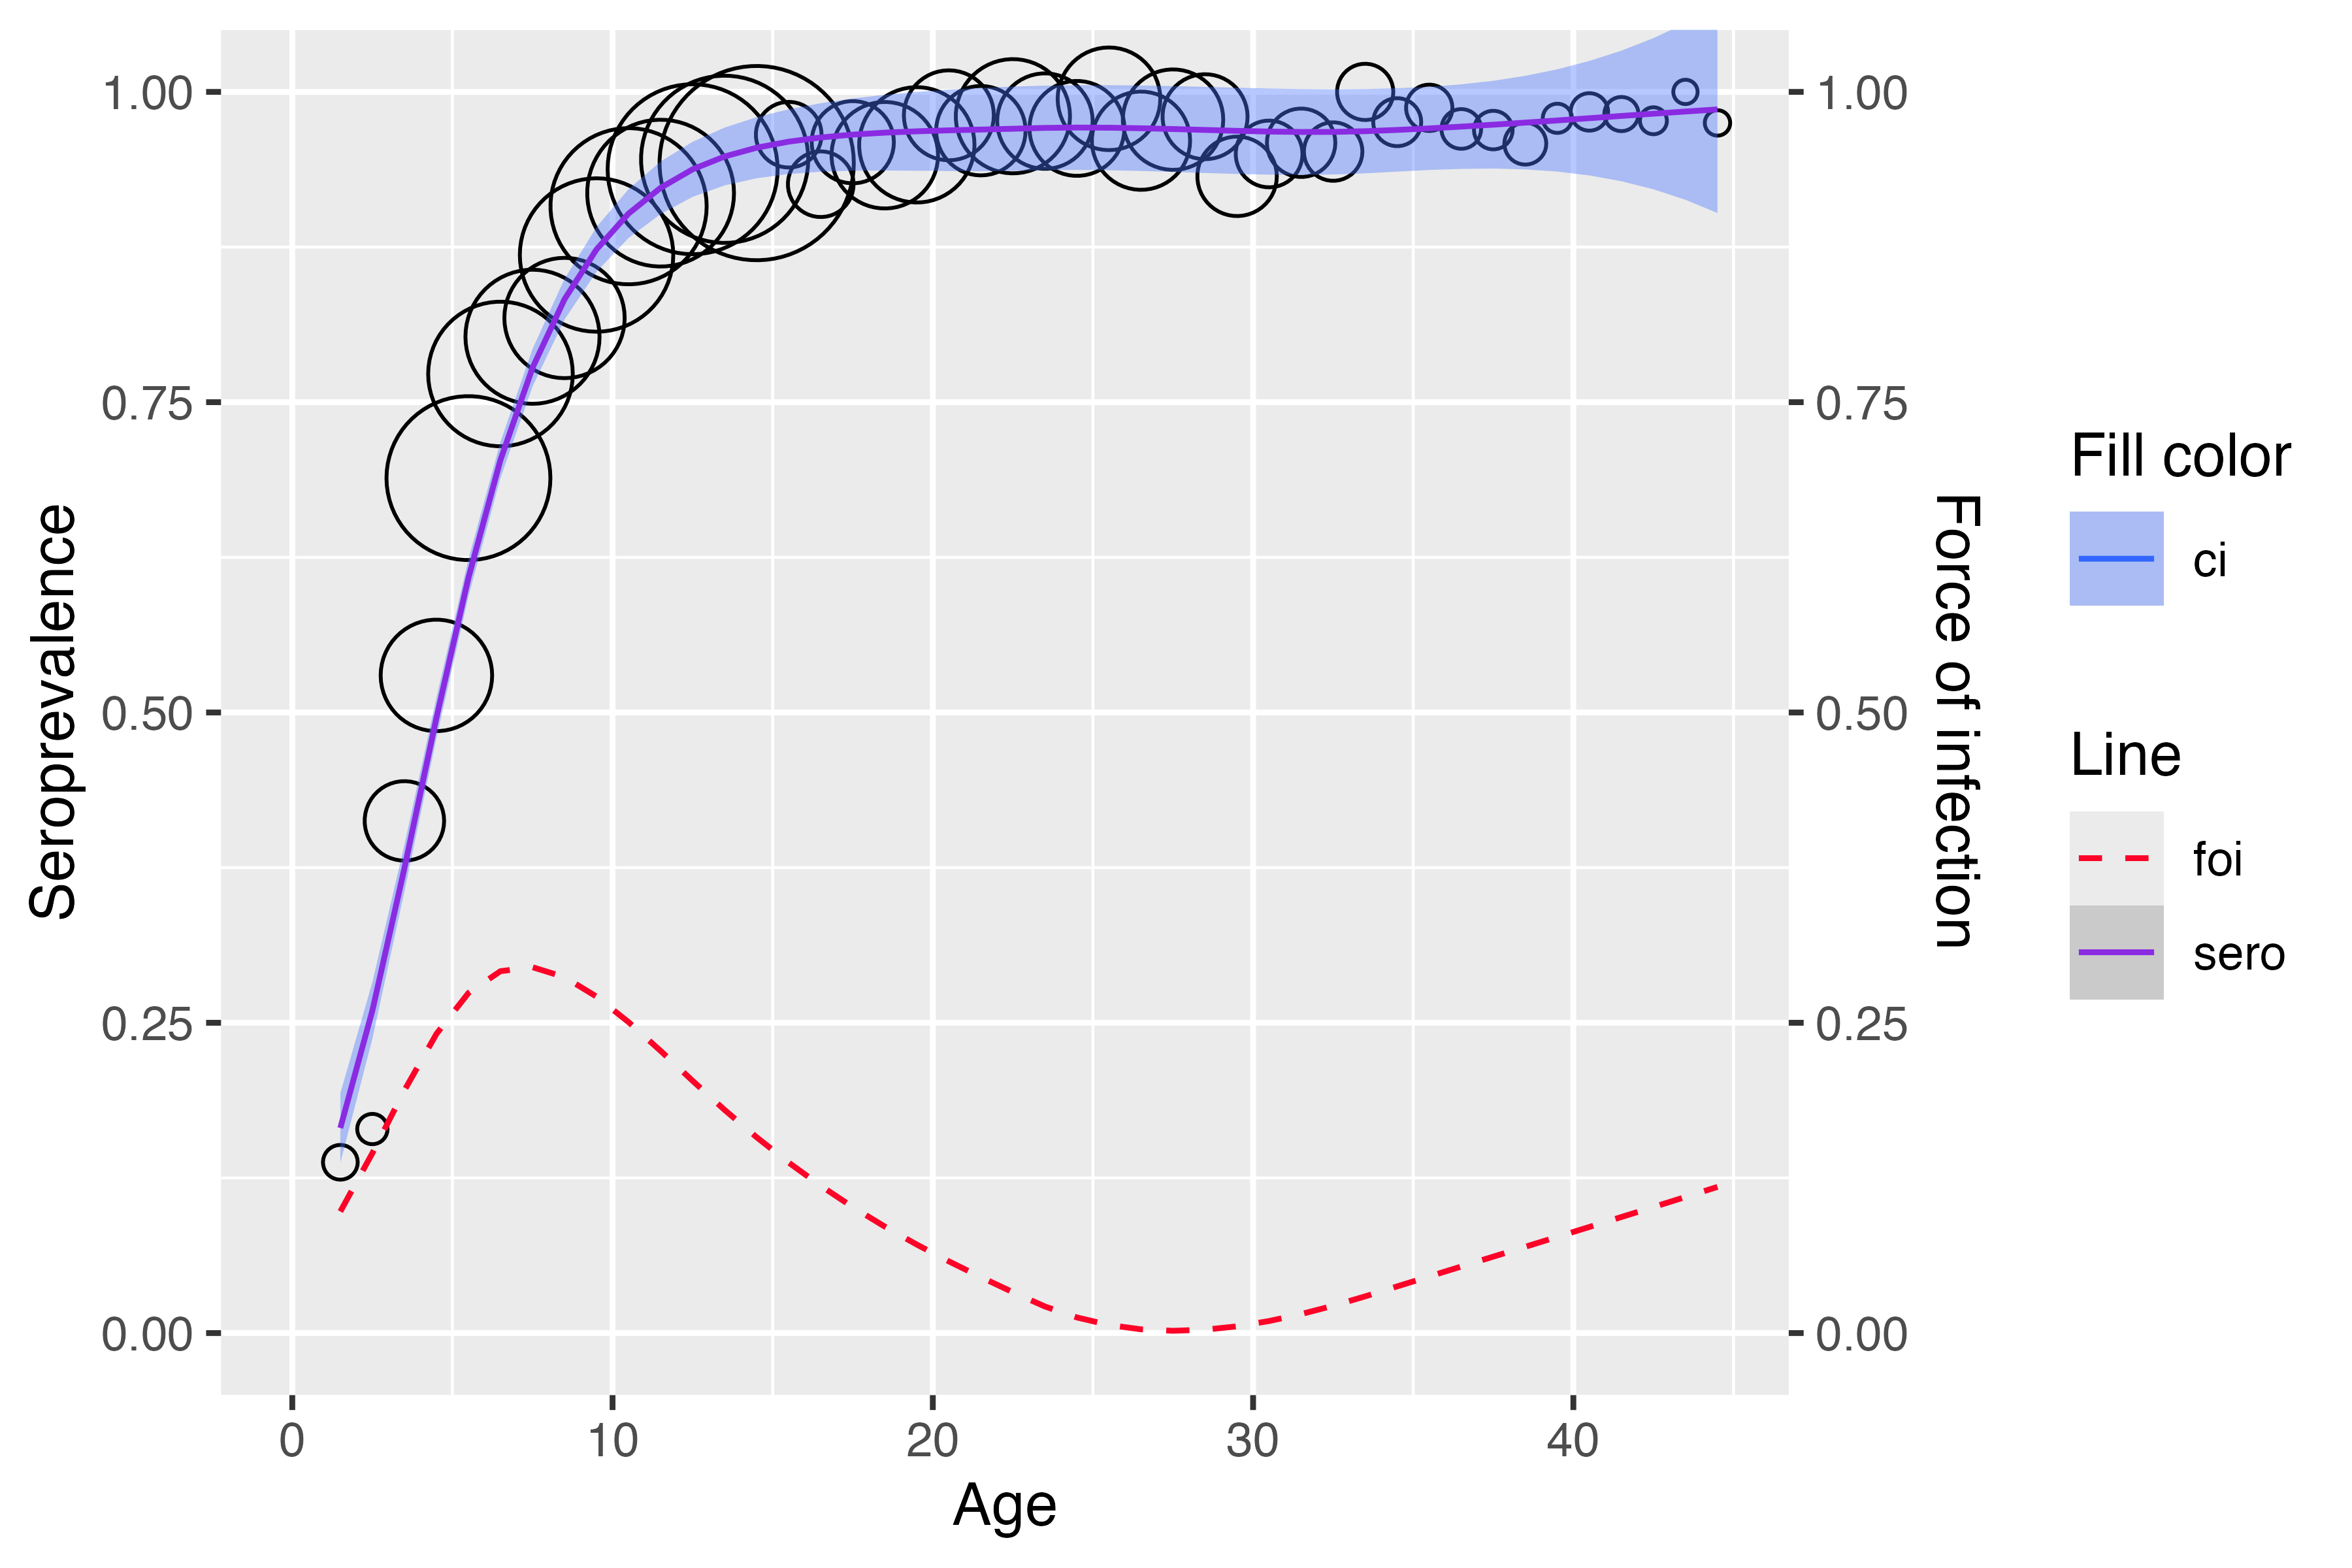 Seroprevalence
1.00
0.75
0.50
0.25
0.00
0
10
20
30
40
Age
1.00
0.75
0.50
0.25
0.00
Force of infection
Fill color
ci
Line
foi
sero